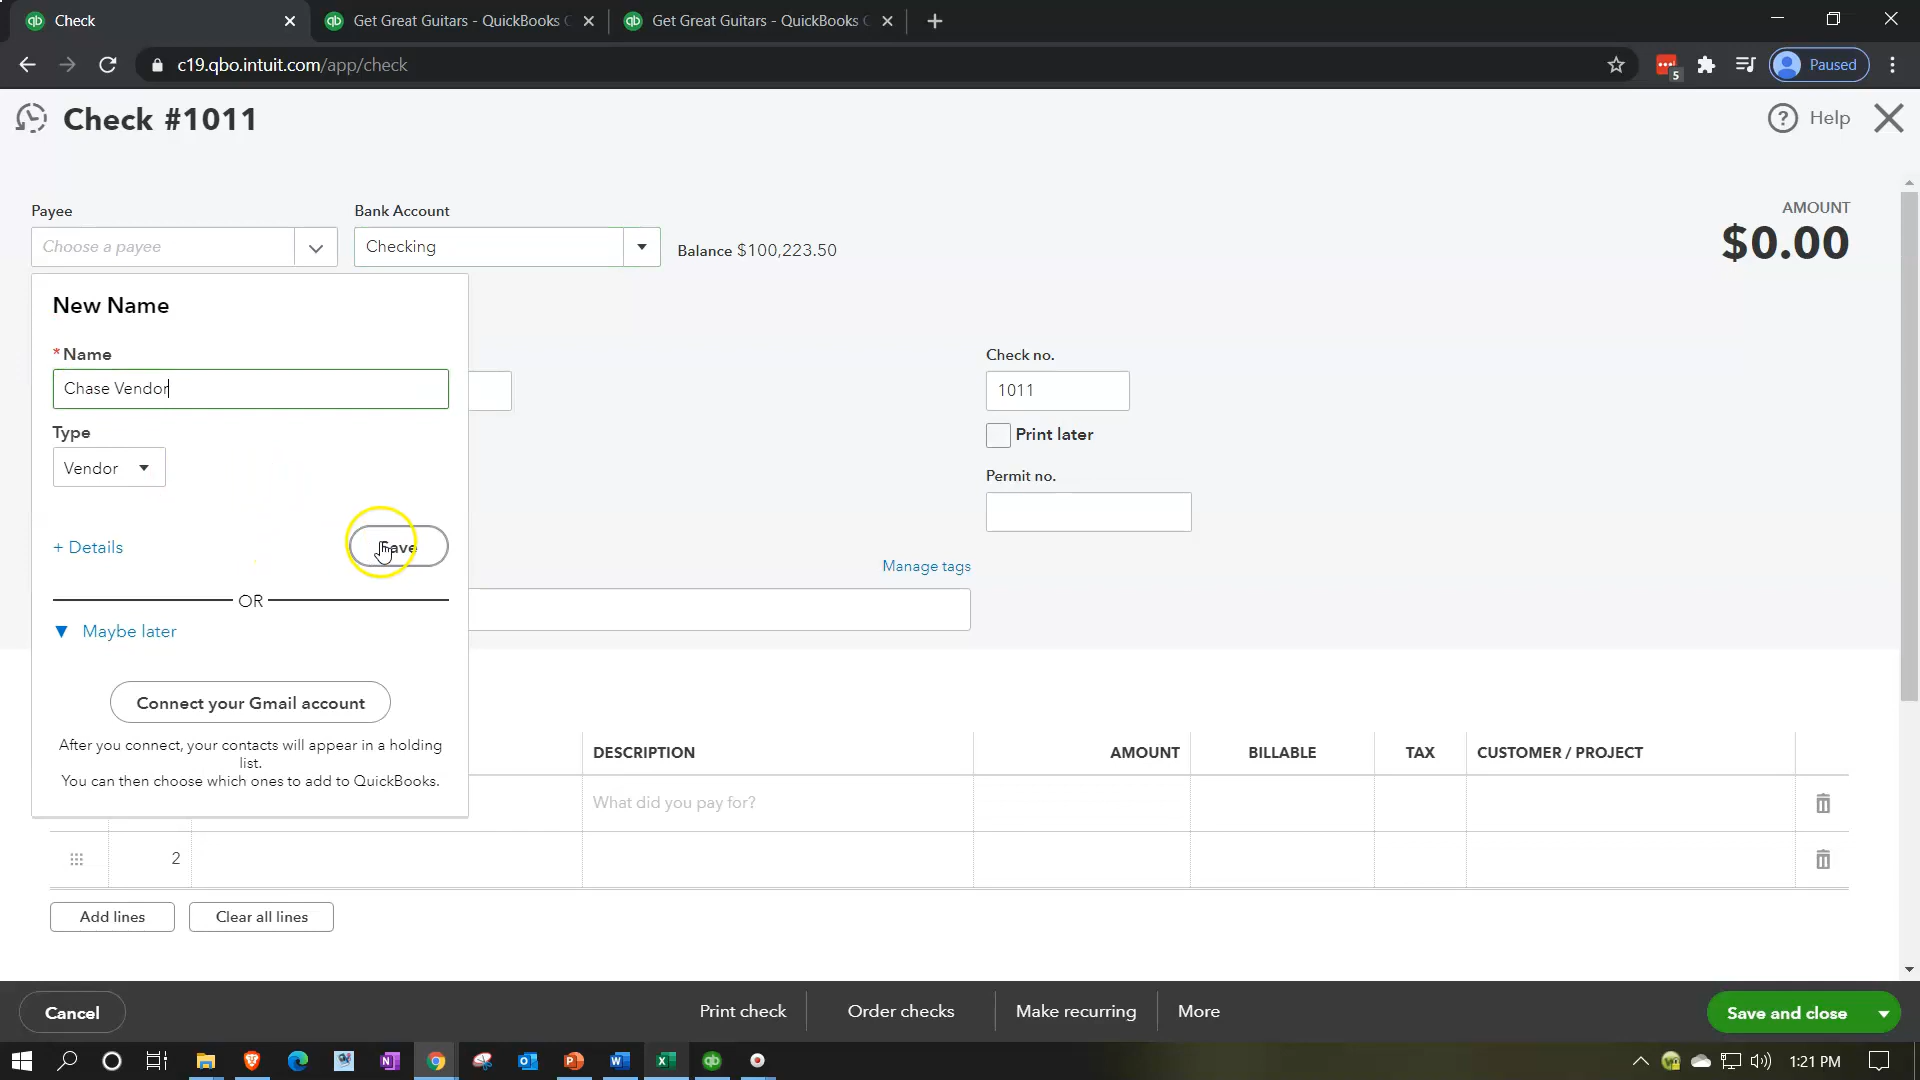 Check
Get Great Guitars - QuickBooks
Get Great Guitars - QuickBooks
c19.qbo.intuit.com/app/check
5
Paused
Check #1011
? Help
Payee
Bank Account
AMOUNT
Choose a payee
Checking
Balance $100,223.50
$0.00
New Name
*Name
Check no.
Chase Vendor
1011
Type
Print later
Vendor
Permit no.
+ Details
Save
Manage tags
OR
Maybe later
Connect your Gmail account
After you connect, your contacts will appear in a holding
list.
You can then choose which ones to add to QuickBooks.
DESCRIPTION
AMOUNT
BILLABLE
TAX
CUSTOMER / PROJECT
What did you pay for?
2
Add lines
Clear all lines
Cancel
Print check
Order checks
Make recurring
More
Save and close
1:21 PM